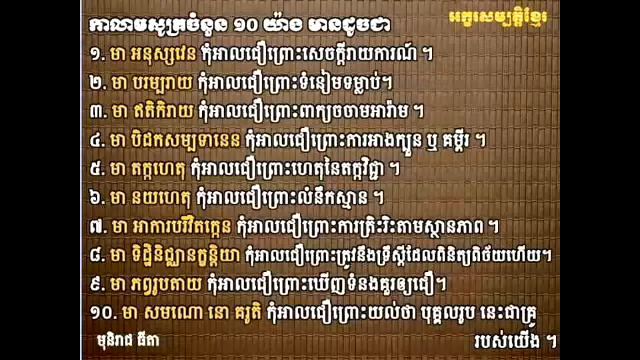 កាលាមសូត្រចំនួន ១០ យ៉ាង មានដូចជា
អក្ខរសម្បត្តិខ្មែរ
១. មា អនុស្សវេន កុំអាលជឿព្រោះសេចក្តីរាយការណ៍ ។
២. មា បរម្បរាយ កុំអាលជឿព្រោះទំនៀមទម្លាប់។
៣. មា ឥតិកិរាយ កុំអាលជឿព្រោះពាក្យចចាមអារ៉ាម ។
៤. មា បិដកសម្បទានេន កុំអាលជឿព្រោះការអាងក្បួន ឬ គម្ពីរ ។
៥. មា តក្កហេតុ កុំអាលជឿព្រោះហេតុនៃតក្កវិជ្ជា ។
៦. មា នយហេតុ កុំអាលជឿព្រោះលំនឹកស្មាន ។
៧. មា អាការបរិវិតក្កេន កុំអាលជឿព្រោះការត្រិះរិះតាមស្ថានភាព ។
៨. មា ទិដ្ឋិនិជ្ឈានក្ខន្តិយា កុំអាលជឿព្រោះត្រូវនឹងទ្រឹស្តីដែលពិនិត្យពិច័យហើយ។
៩. មា ភព្វរូបតាយ កុំអាលជឿព្រោះឃើញទំនងគួរឲ្យជឿ។
១០. មា សមណោ នោ គរូតិ កុំអាលជឿព្រោះយល់ថា បុគ្គលរូប នេះជាគ្រូ
របស់យើង ។
មុនិរាជ ធីតា